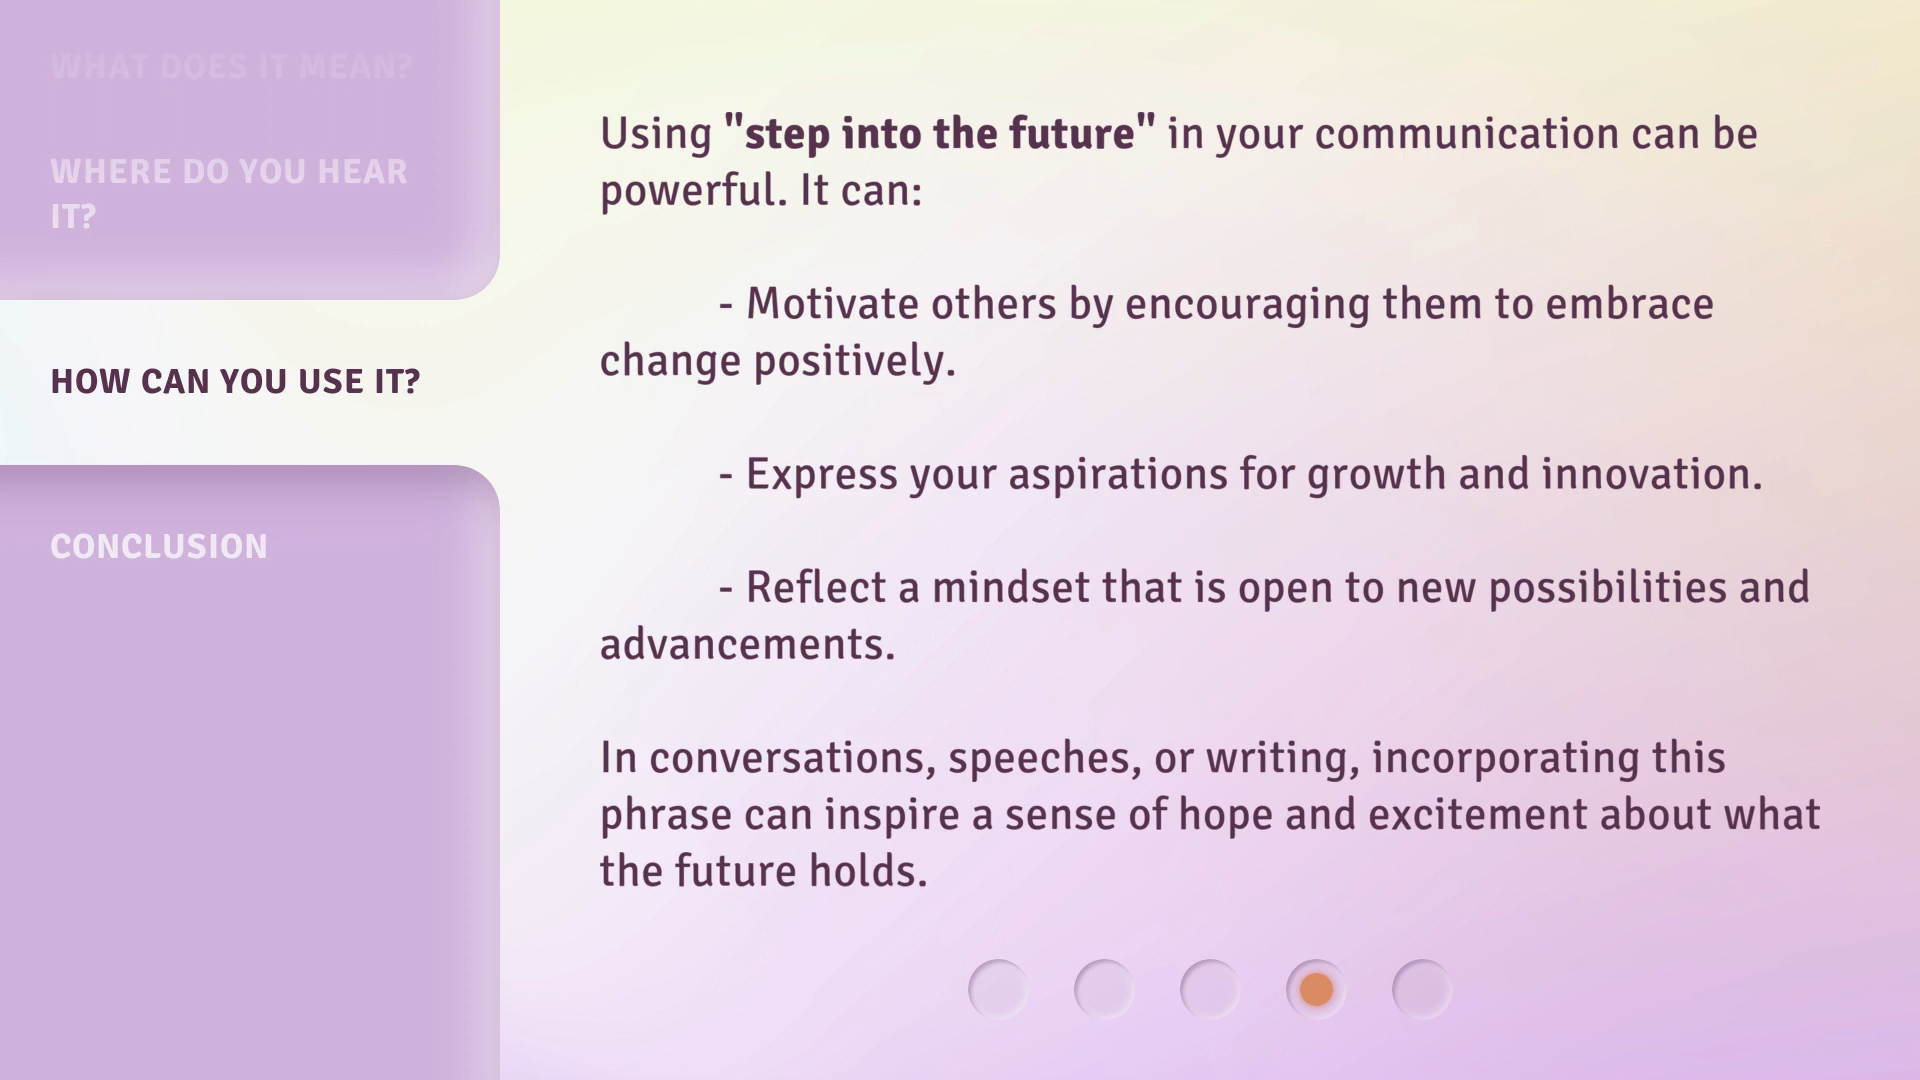 WHAT DOES IT MEAN?
WHERE DO YOU HEAR
IT?
HOW CAN YOU USE IT?
CONCLUSION
Using "step into the future" in your communication can be
powerful. It can:
- Motivate others by encouraging them to embrace
change positively.
- Express your aspirations for growth and innovation.
- Reflect a mindset that is open to new possibilities and
advancements.
In conversations, speeches, or writing, incorporating this
phrase can inspire a sense of hope and excitement about what
the future holds.